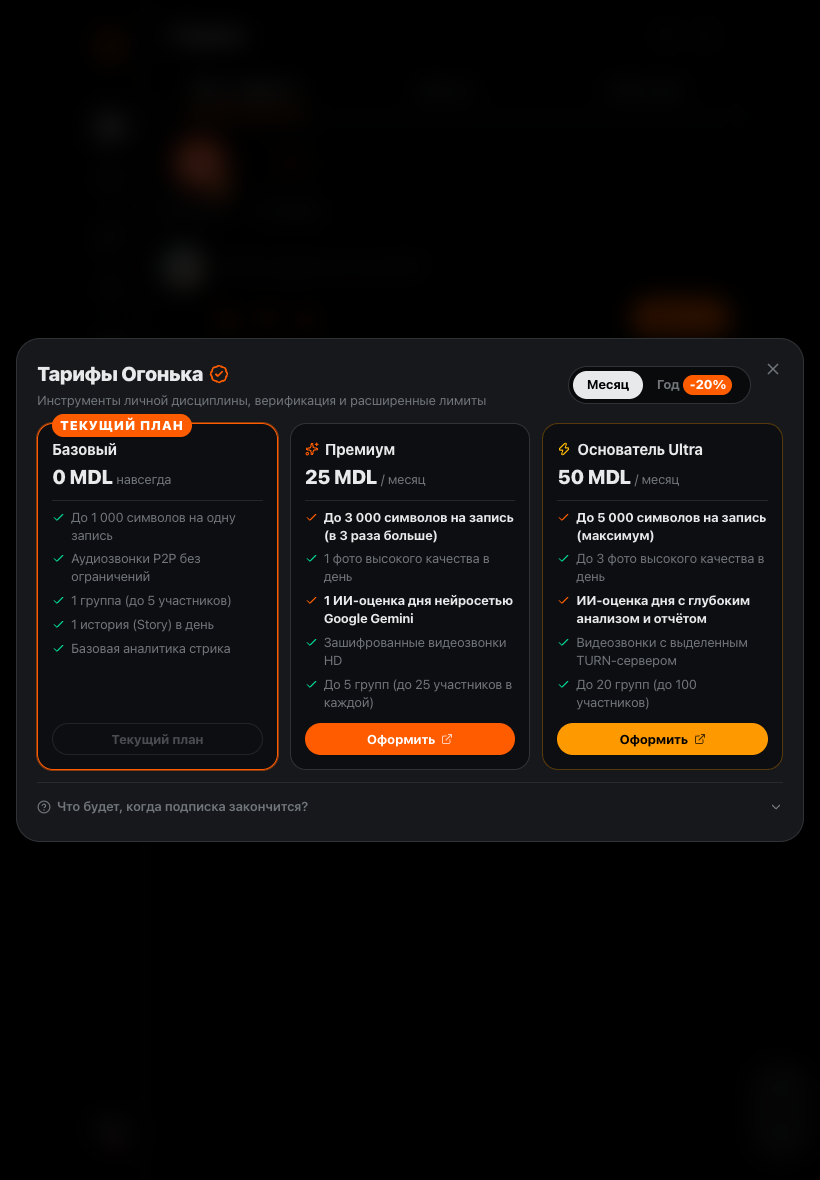 Тарифы Огонька
Инструменты личной дисциплины, верификация и расширенные лимиты
Месяц
Год -20%
ТЕКУЩИЙ ПЛАН
Базовый
0 MDL навсегда
До 1 000 символов на одну
запись
Аудиозвонки P2P без
ограничений
1 группа (до 5 участников)
1 история (Story) в день
Базовая аналитика стрика
Текущий план
Премиум
25 MDL / месяц
До 3 000 символов на запись
(в 3 раза больше)
1 фото высокого качества в
день
1 ИИ-оценка дня нейросетью
Google Gemini
Зашифрованные видеозвонки
HD
До 5 групп (до 25 участников в
каждой)
Оформить
Основатель Ultra
50 MDL / месяц
До 5 000 символов на запись
(максимум)
До 3 фото высокого качества в
день
ИИ-оценка дня с глубоким
анализом и отчётом
Видеозвонки с выделенным
TURN-сервером
До 20 групп (до 100
участников)
Оформить
Что будет, когда подписка закончится?